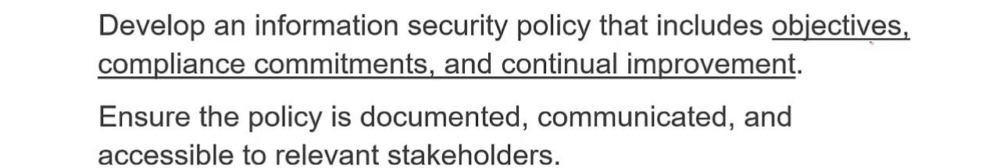 Develop an information security policy that includes objectives,
compliance commitments, and continual improvement.
Ensure the policy is documented, communicated, and
accessible to relevant stakeholders.